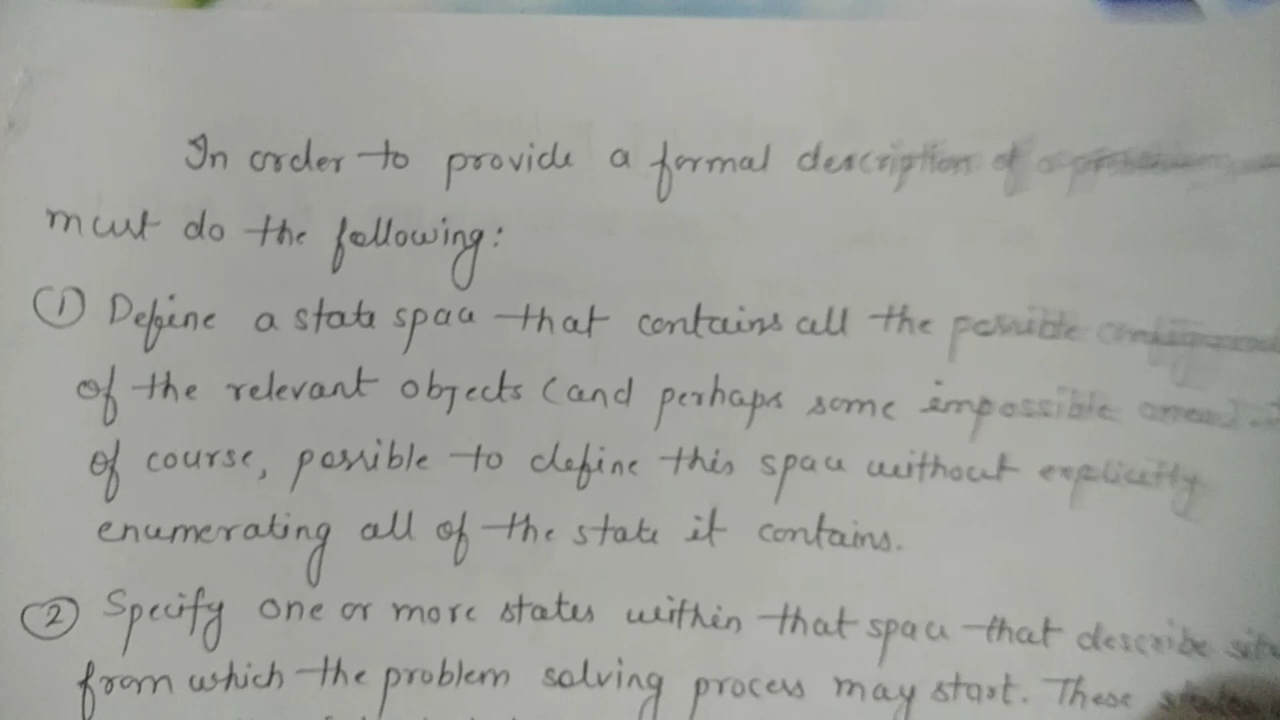 In order to provide a formal description of a
must do the following:
① Define a state space that contains all the possible
of the relevant objects (and perhaps some impossible ones).
of course, possible to define this space without explicitly
enumerating all of the state it contains.
② Specify one or more states within that space that describe
from which the problem solving process may start. These